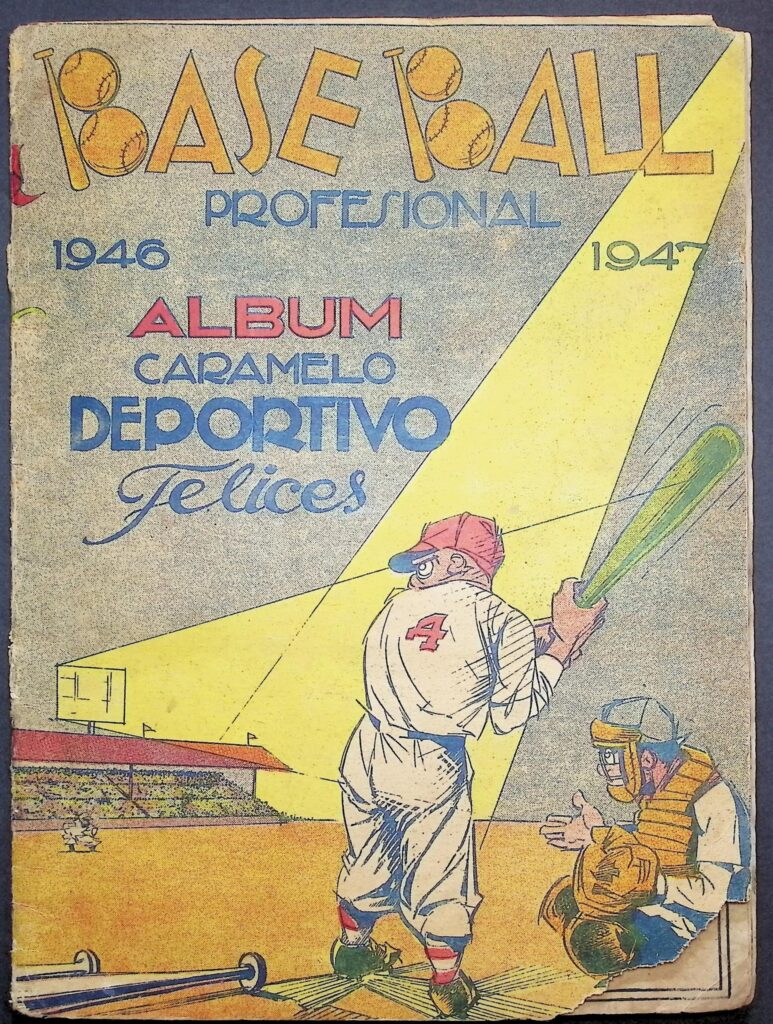 BASE BALL
PROFESIONAL
1946 1947
ALBUM
CARAMELO
DEPORTIVO
Felices
4